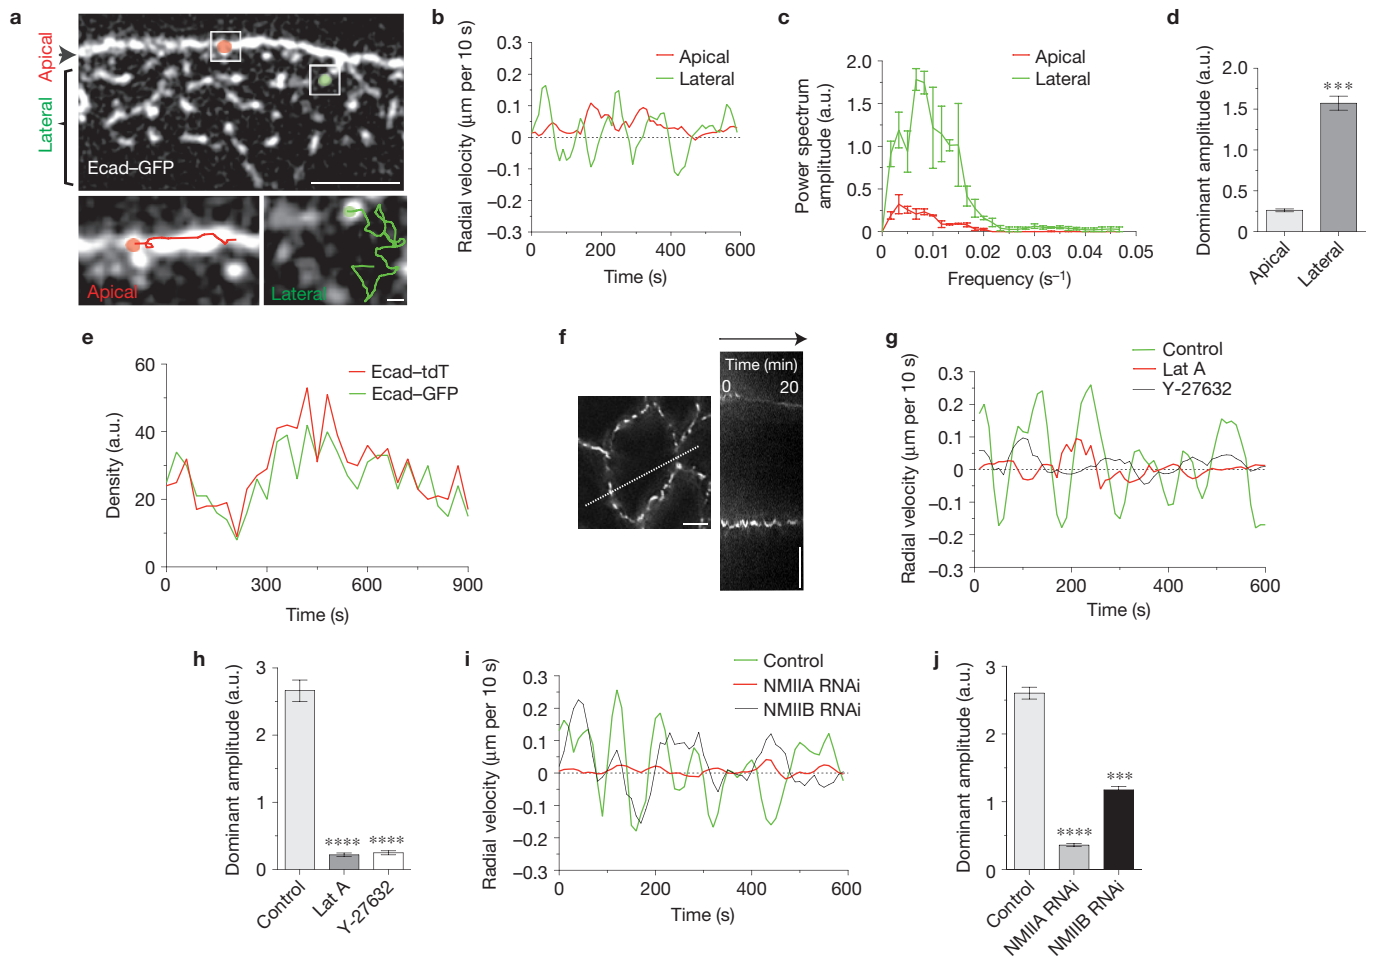 a
Apical
Lateral
Ecad–GFP
Apical
Lateral
b
Radial velocity (µm per 10 s)
0.3
0.2
0.1
0
–0.1
–0.2
–0.3
Apical
Lateral
0
200
400
600
Time (s)
c
Power spectrum
amplitude (a.u.)
2.0
1.5
1.0
0.5
0
Apical
Lateral
0
0.01
0.02
0.03
0.04
0.05
Frequency (s–1)
d
Dominant amplitude (a.u.)
2.0
1.5
1.0
0.5
0
***
Apical
Lateral
e
Density (a.u.)
60
40
20
0
Ecad–tdT
Ecad–GFP
0
300
600
900
Time (s)
f
Time (min)
0 20
g
Radial velocity (µm per 10 s)
0.3
0.2
0.1
0
–0.1
–0.2
–0.3
Control
Lat A
Y-27632
0
200
400
600
Time (s)
h
Dominant amplitude (a.u.)
3
2
1
0
****
****
Control
Lat A
Y-27632
i
Radial velocity (µm per 10 s)
0.3
0.2
0.1
0
–0.1
–0.2
–0.3
Control
NMIIA RNAi
NMIIB RNAi
0
200
400
600
Time (s)
j
Dominant amplitude (a.u.)
3
2
1
0
****
***
Control
NMIIA RNAi
NMIIB RNAi